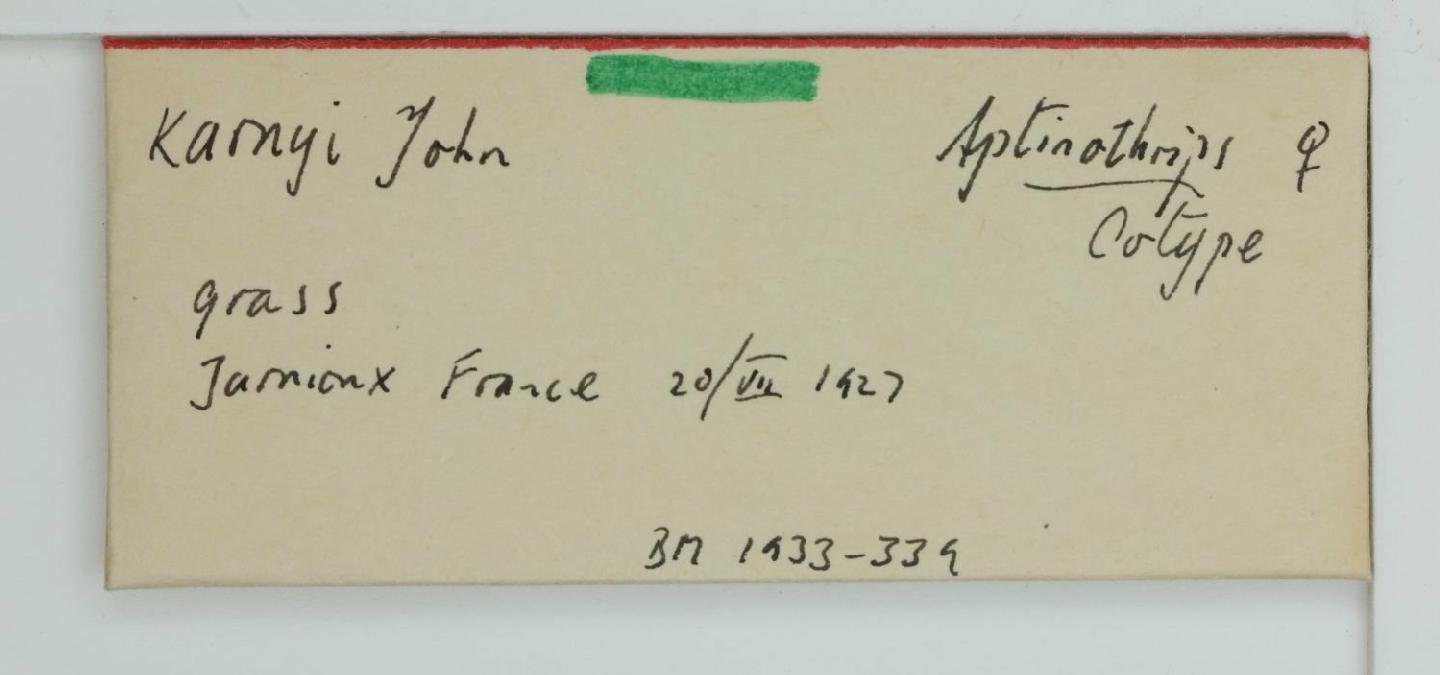 Karnyi John
Aptinothrips ♀
Cotype
grass
Jarnioux France 20/VII 1927
BM 1933-339